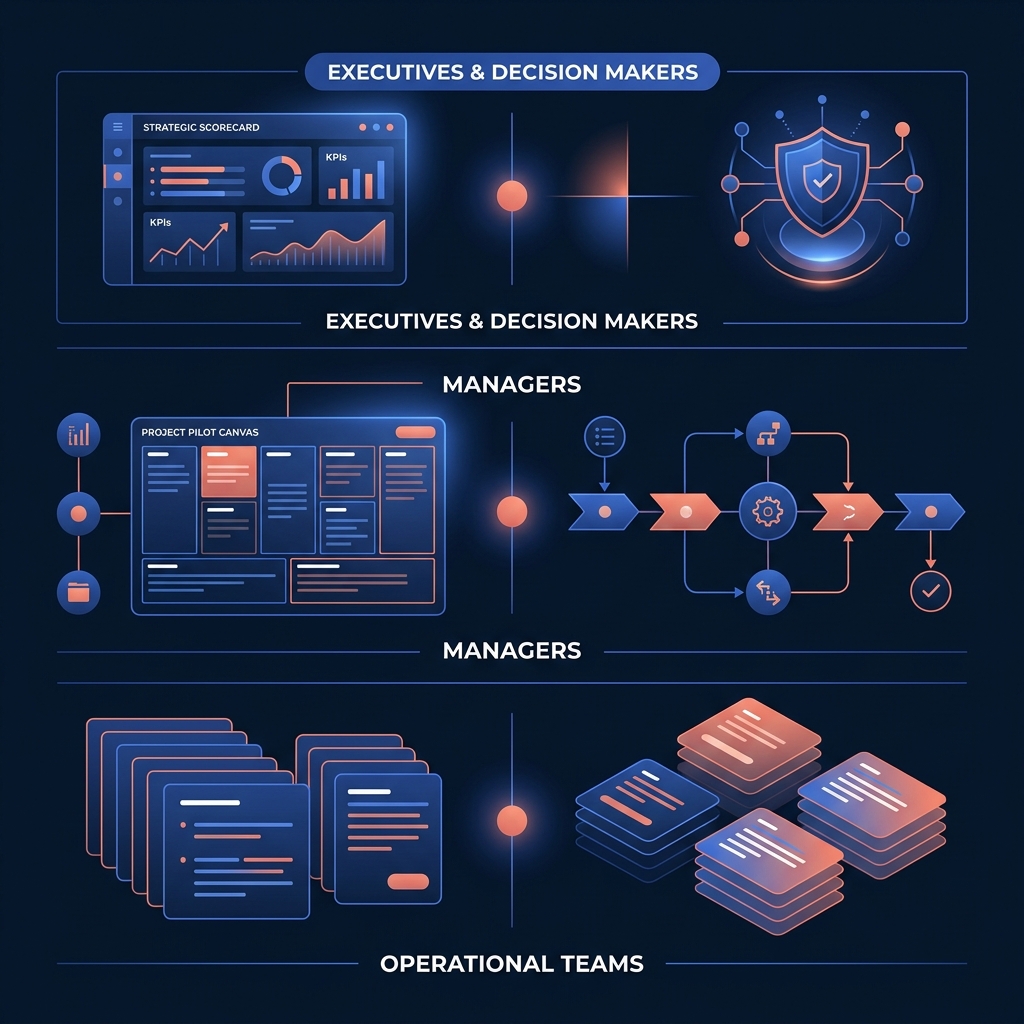 EXECUTIVES & DECISION MAKERS
STRATEGIC SCORECARD
KPIs
KPIs
EXECUTIVES & DECISION MAKERS
MANAGERS
PROJECT PILOT CANVAS
MANAGERS
OPERATIONAL TEAMS